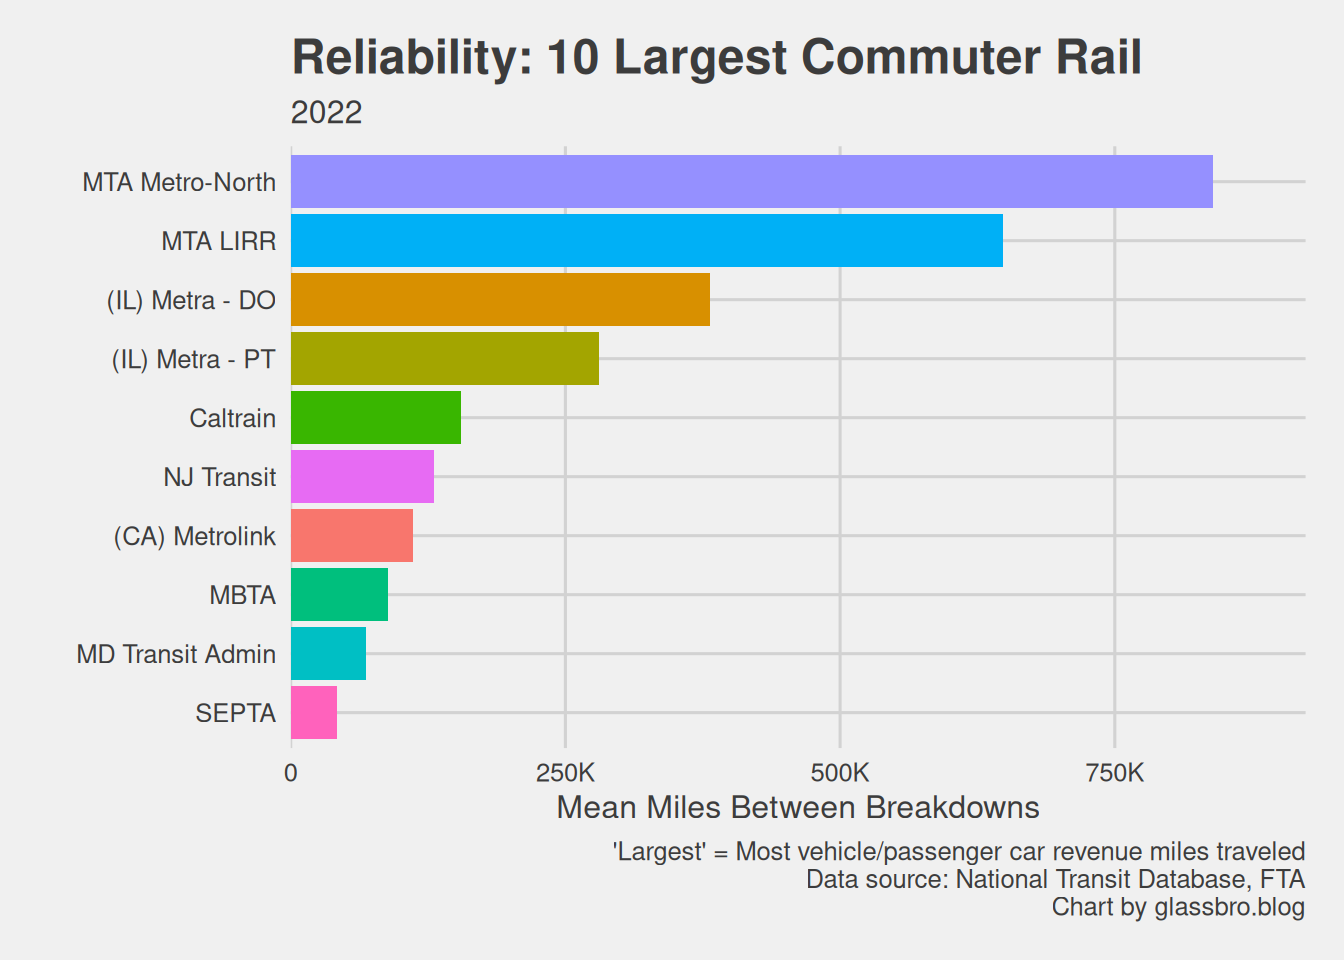 Reliability: 10 Largest Commuter Rail
2022
MTA Metro-North
MTA LIRR
(IL) Metra - DO
(IL) Metra - PT
Caltrain
NJ Transit
(CA) Metrolink
MBTA
MD Transit Admin
SEPTA
0 250K 500K 750K
Mean Miles Between Breakdowns
'Largest' = Most vehicle/passenger car revenue miles traveled
Data source: National Transit Database, FTA
Chart by glassbro.blog